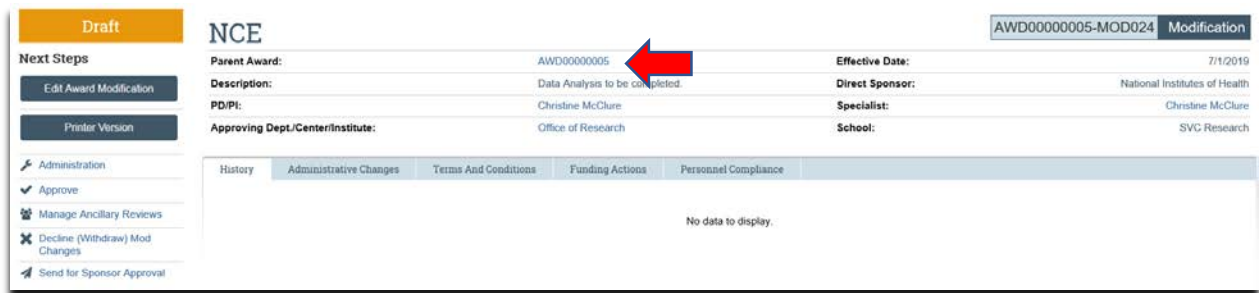 Draft
Next Steps
Edit Award Modification
Printer Version
Administration
Approve
Manage Ancillary Reviews
Decline (Withdraw) Mod
Changes
Send for Sponsor Approval
NCE
AWD00000005-MOD024 Modification
Parent Award: AWD00000005 Effective Date: 7/1/2019
Description: Data Analysis to be completed. Direct Sponsor: National Institutes of Health
PD/PI: Christine McClure Specialist: Christine McClure
Approving Dept./Center/Institute: Office of Research School: SVC Research
History Administrative Changes Terms And Conditions Funding Actions Personnel Compliance
No data to display.